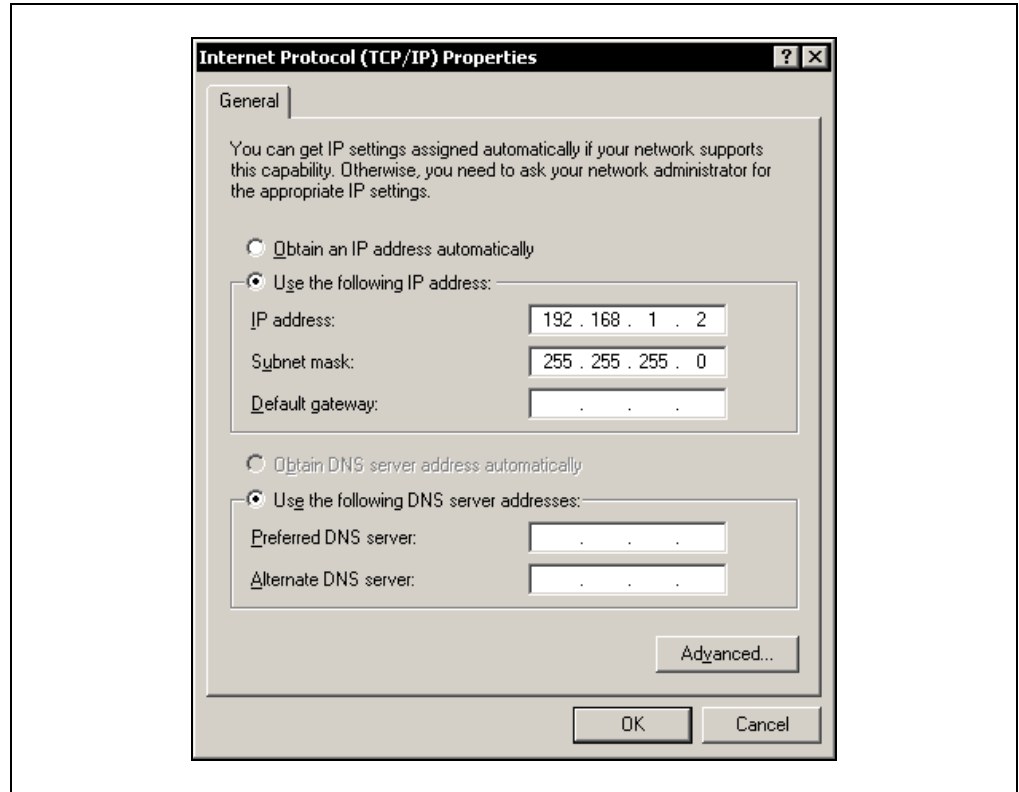 Internet Protocol (TCP/IP) Properties
? X
General
You can get IP settings assigned automatically if your network supports
this capability. Otherwise, you need to ask your network administrator for
the appropriate IP settings.
Obtain an IP address automatically
Use the following IP address:
IP address: 192 . 168 . 1 . 2
Subnet mask: 255 . 255 . 255 . 0
Default gateway: . . .
Obtain DNS server address automatically
Use the following DNS server addresses:
Preferred DNS server: . . .
Alternate DNS server: . . .
Advanced...
OK Cancel